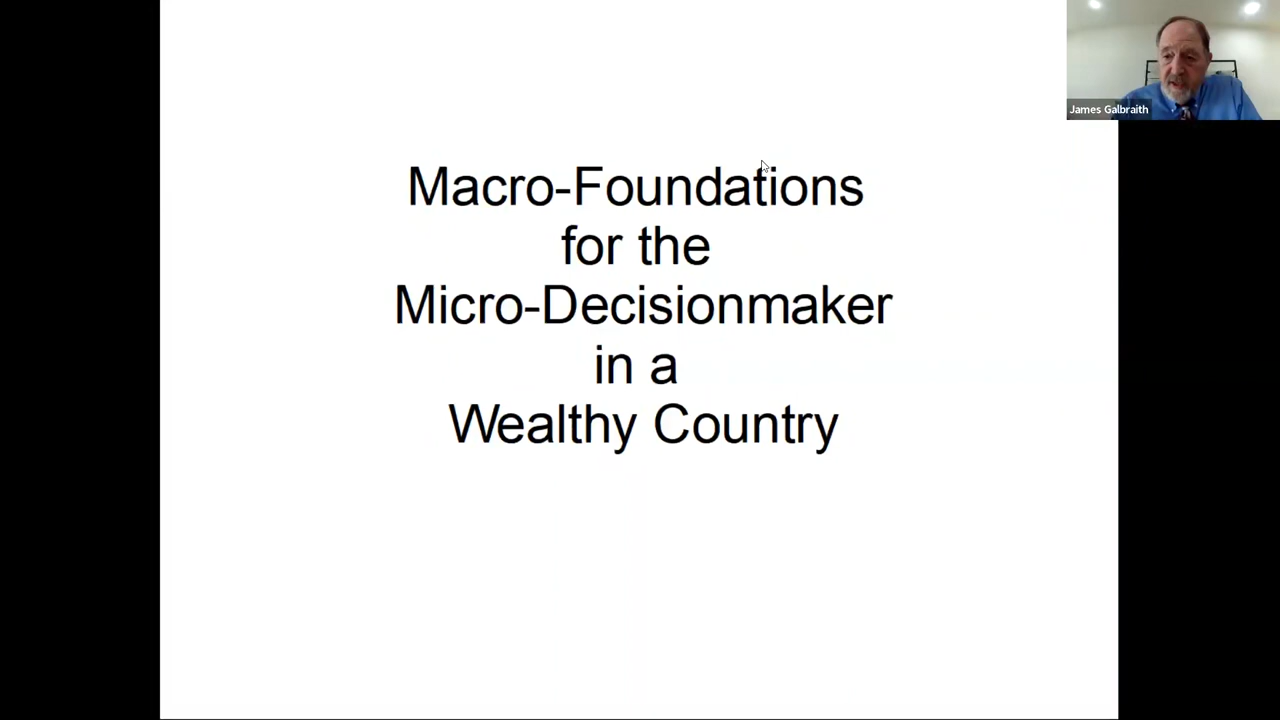 James Galbraith
Macro-Foundations
for the
Micro-Decisionmaker
in a
Wealthy Country